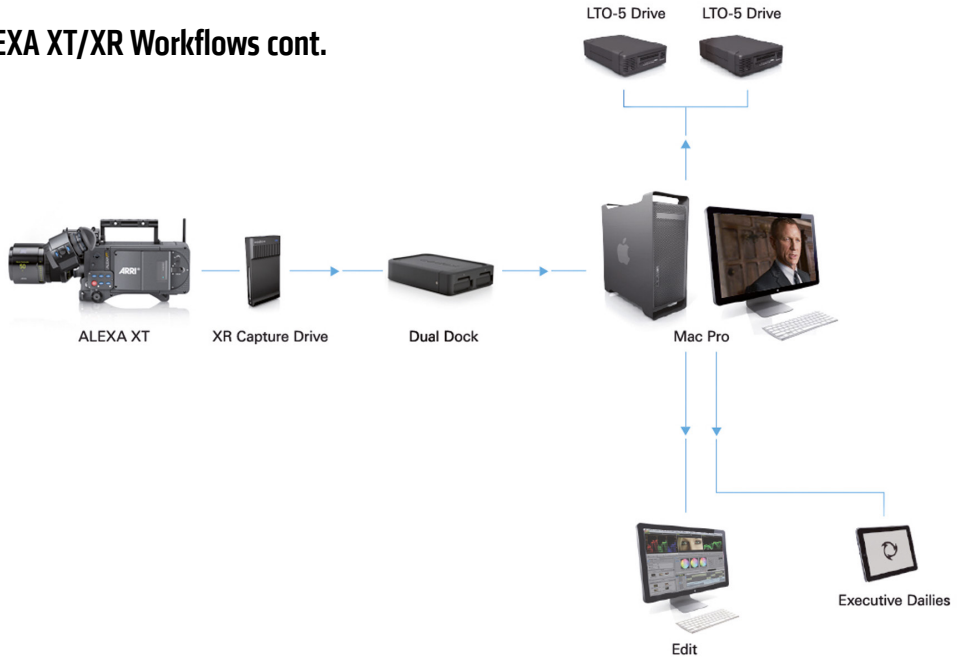 EXA XT/XR Workflows cont.
LTO-5 Drive
LTO-5 Drive
ARRI
ALEXA XT
XR Capture Drive
Dual Dock
Mac Pro
Edit
Executive Dailies